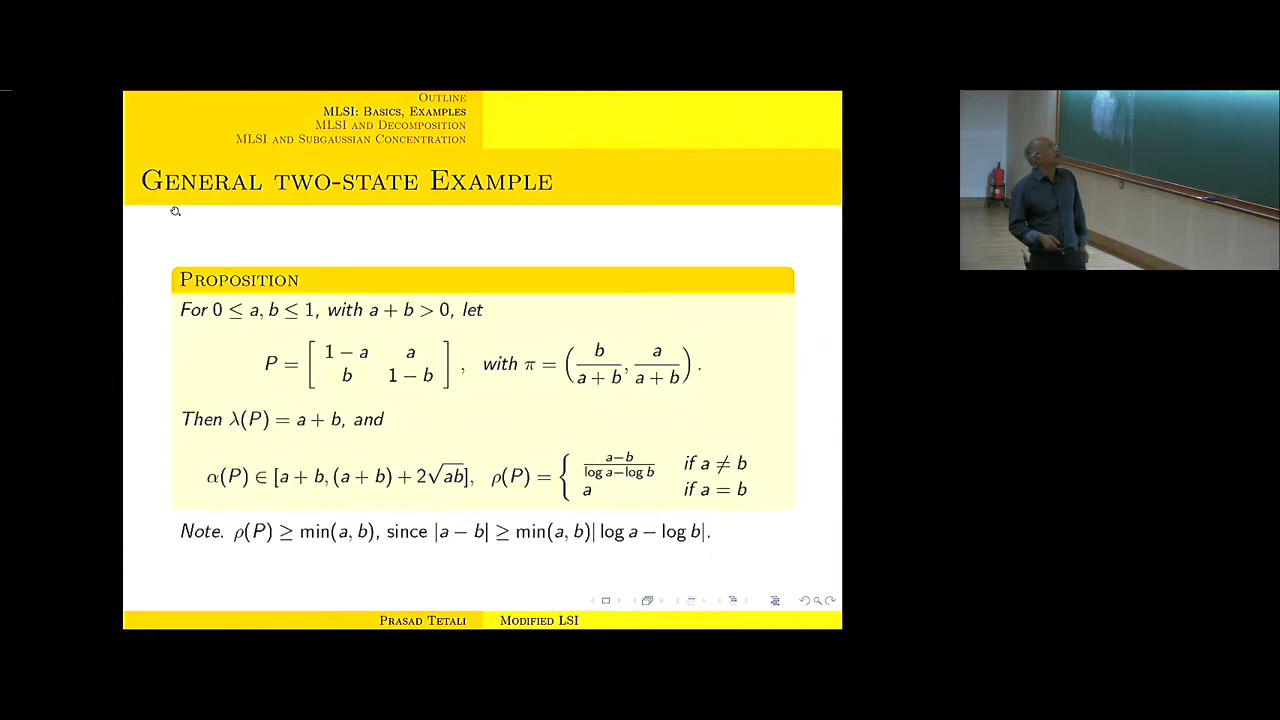 OUTLINE
MLSI: BASICS, EXAMPLES
MLSI AND DECOMPOSITION
MLSI AND SUBGAUSSIAN CONCENTRATION
GENERAL TWO-STATE EXAMPLE
PROPOSITION
For 0 ≤ a, b ≤ 1, with a + b > 0, let
P = [ 1 − a a ; b 1 − b ] , with π = ( b/(a + b) , a/(a + b) ) .
Then λ(P) = a + b, and
α(P) ∈ [a + b, (a + b) + 2√ab], ρ(P) = { (a−b)/(log a−log b) if a ≠ b
a if a = b
Note. ρ(P) ≥ min(a, b), since |a − b| ≥ min(a, b)| log a − log b|.
PRASAD TETALI MODIFIED LSI